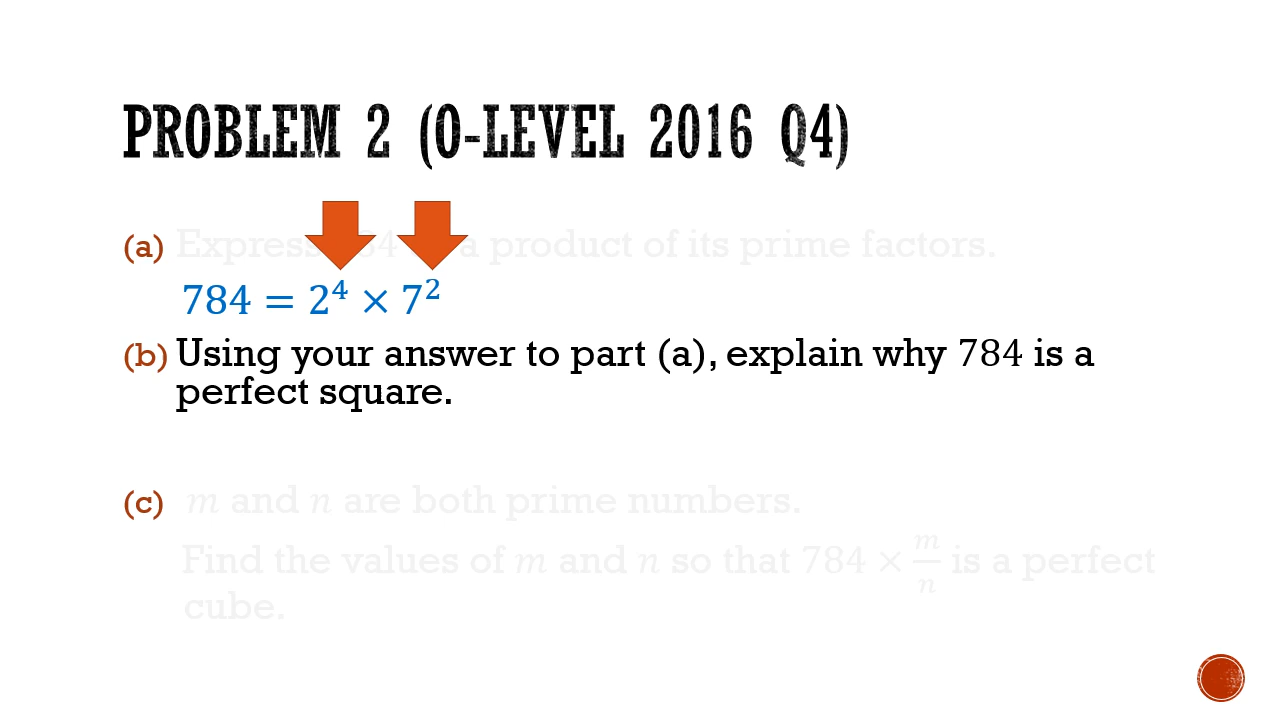 PROBLEM 2 (O-LEVEL 2016 Q4)
(a) Express 784 as a product of its prime factors.
784 = 2⁴ × 7²
(b) Using your answer to part (a), explain why 784 is a
perfect square.
(c) m and n are both prime numbers.
Find the values of m and n so that 784 × m/n is a perfect
cube.